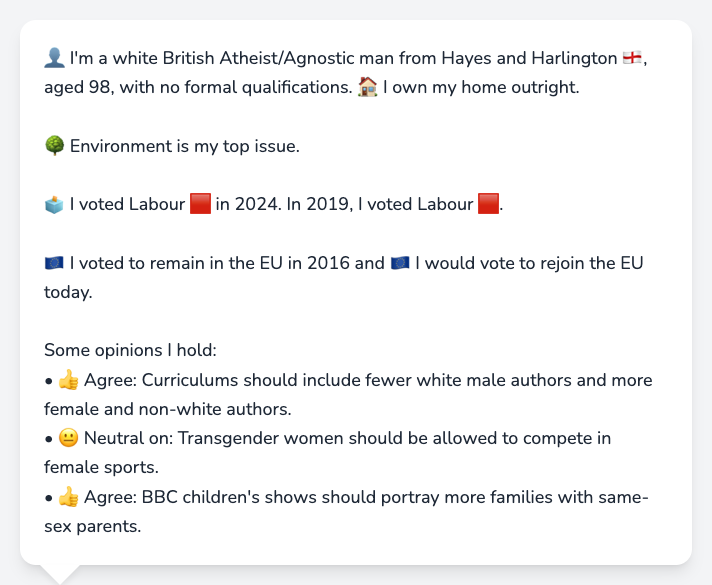 👤 I'm a white British Atheist/Agnostic man from Hayes and Harlington 🏴󠁧󠁢󠁥󠁮󠁧󠁿,
aged 98, with no formal qualifications. 🏠 I own my home outright.
🌳 Environment is my top issue.
🗳️ I voted Labour 🟥 in 2024. In 2019, I voted Labour 🟥.
🇪🇺 I voted to remain in the EU in 2016 and 🇪🇺 I would vote to rejoin the EU
today.
Some opinions I hold:
• 👍 Agree: Curriculums should include fewer white male authors and more
female and non-white authors.
• 😐 Neutral on: Transgender women should be allowed to compete in
female sports.
• 👍 Agree: BBC children's shows should portray more families with same-
sex parents.